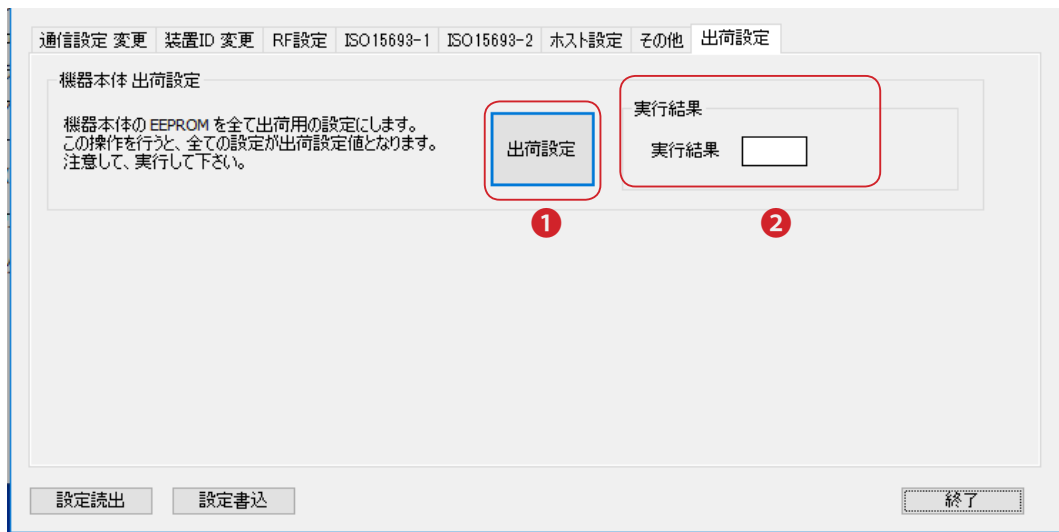 通信設定 変更 装置ID 変更 RF設定 ISO15693-1 ISO15693-2 ホスト設定 その他 出荷設定
機器本体 出荷設定
機器本体の EEPROM を全て出荷用の設定にします。
この操作を行うと、全ての設定が出荷設定値となります。
注意して、実行して下さい。
出荷設定
実行結果
実行結果
1
2
設定読出 設定書込 終了